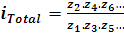 i_Total = z₂.z₄.z₆… / z₁.z₃.z₅…